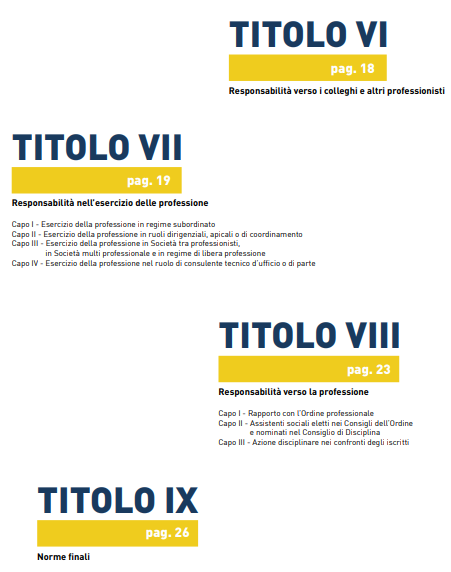 TITOLO VI
pag. 18
Responsabilità verso i colleghi e altri professionisti
TITOLO VII
pag. 19
Responsabilità nell'esercizio delle professione
Capo I - Esercizio della professione in regime subordinato
Capo II - Esercizio della professione in ruoli dirigenziali, apicali o di coordinamento
Capo III - Esercizio della professione in Società tra professionisti,
in Società multi professionale e in regime di libera professione
Capo IV - Esercizio della professione nel ruolo di consulente tecnico d'ufficio o di parte
TITOLO VIII
pag. 23
Responsabilità verso la professione
Capo I - Rapporto con l'Ordine professionale
Capo II - Assistenti sociali eletti nei Consigli dell'Ordine
e nominati nel Consiglio di Disciplina
Capo III - Azione disciplinare nei confronti degli iscritti
TITOLO IX
pag. 26
Norme finali